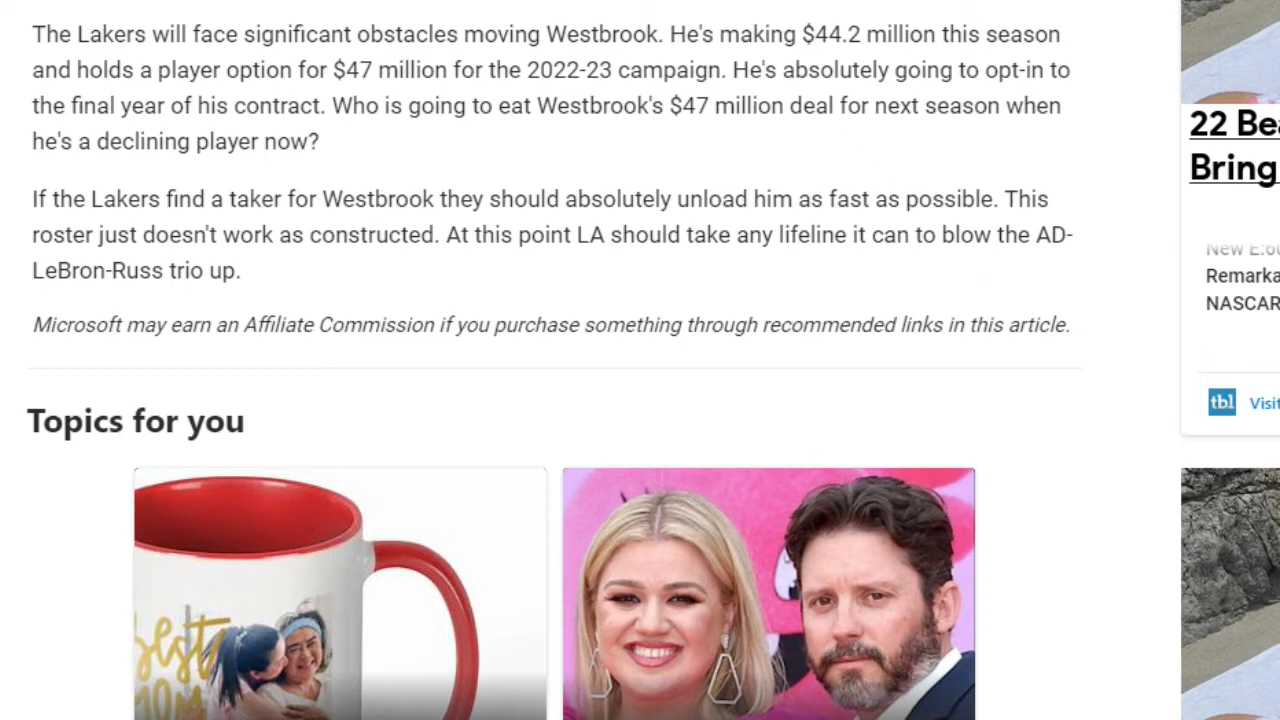 The Lakers will face significant obstacles moving Westbrook. He's making $44.2 million this season
and holds a player option for $47 million for the 2022-23 campaign. He's absolutely going to opt-in to
the final year of his contract. Who is going to eat Westbrook's $47 million deal for next season when
he's a declining player now?
If the Lakers find a taker for Westbrook they should absolutely unload him as fast as possible. This
roster just doesn't work as constructed. At this point LA should take any lifeline it can to blow the AD-
LeBron-Russ trio up.
Microsoft may earn an Affiliate Commission if you purchase something through recommended links in this article.
Topics for you
best
22
Bring
New
NASCAR
tbl